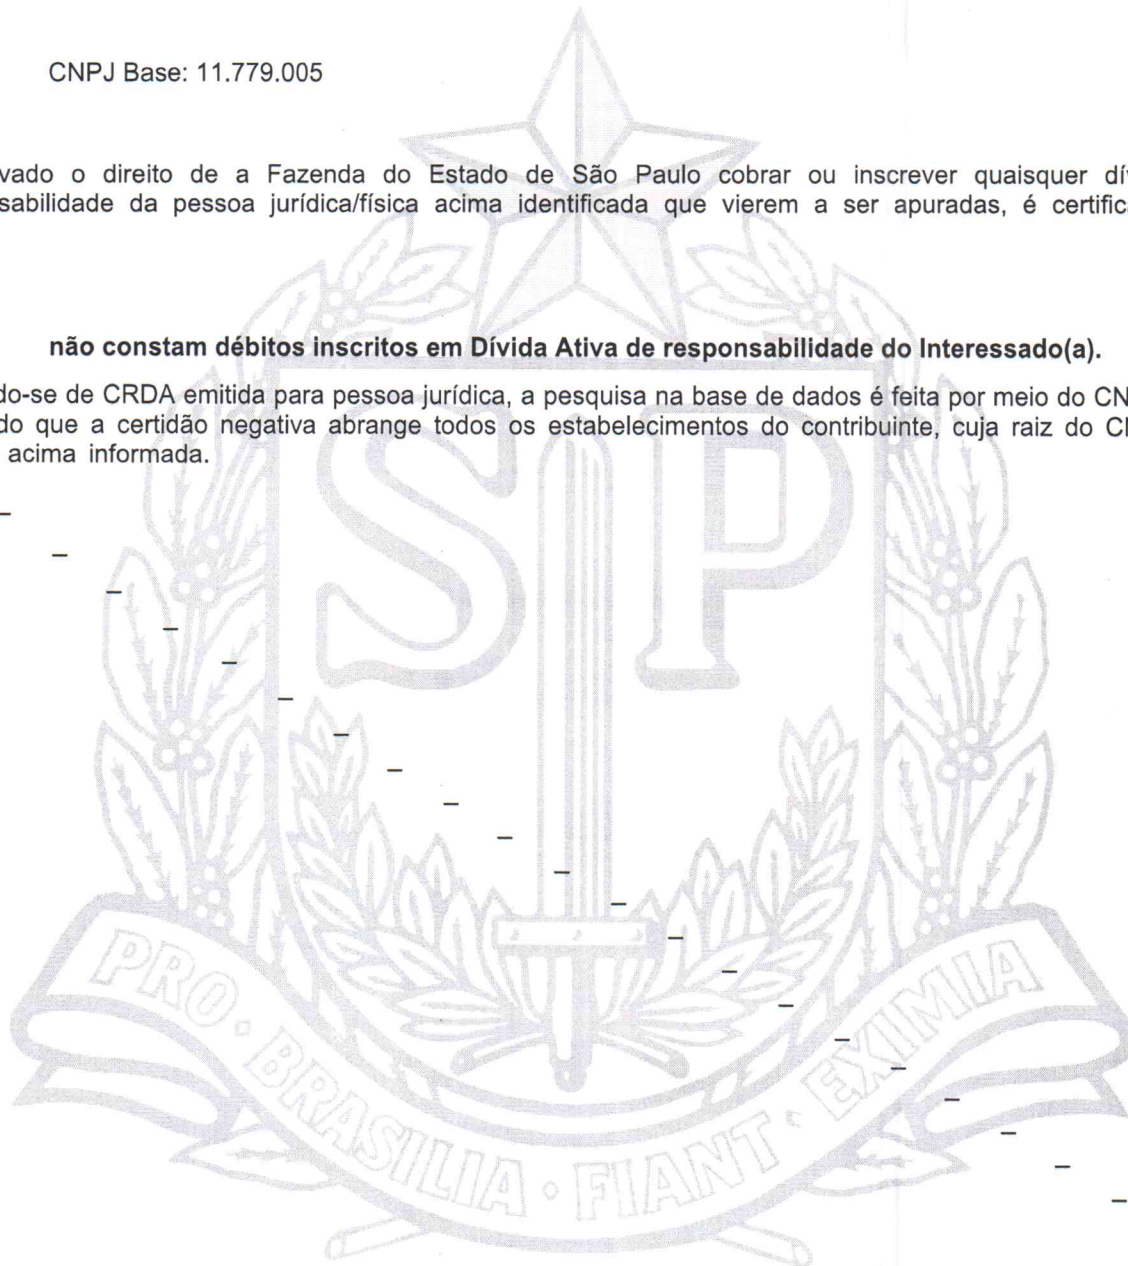 CNPJ Base: 11.779.005
vado o direito de a Fazenda do Estado de São Paulo cobrar ou inscrever quaisquer dív
sabilidade da pessoa jurídica/física acima identificada que vierem a ser apuradas, é certifica
não constam débitos inscritos em Dívida Ativa de responsabilidade do Interessado(a).
do-se de CRDA emitida para pessoa jurídica, a pesquisa na base de dados é feita por meio do CN
do que a certidão negativa abrange todos os estabelecimentos do contribuinte, cuja raiz do C
acima informada.
SP
PRO · BRASILIA · FIANT · EXIMIA